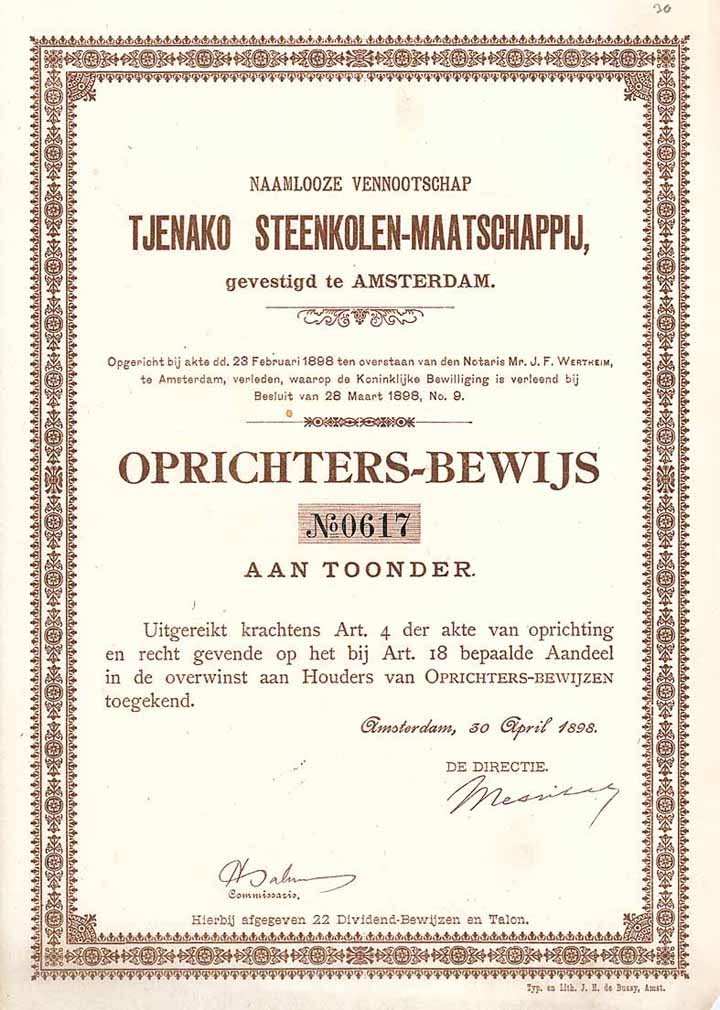 30
NAAMLOOZE VENNOOTSCHAP
TJENAKO STEENKOLEN-MAATSCHAPPIJ,
gevestigd te AMSTERDAM.
Opgericht bij akte dd. 23 Februari 1898 ten overstaan van den Notaris Mr. J. F. WERTHEIM,
te Amsterdam, verleden, waarop de Koninklijke Bewilliging is verleend bij
Besluit van 28 Maart 1898, No. 9.
OPRICHTERS-BEWIJS
No 0617
AAN TOONDER.
Uitgereikt krachtens Art. 4 der akte van oprichting
en recht gevende op het bij Art. 18 bepaalde Aandeel
in de overwinst aan Houders van OPRICHTERS-BEWIJZEN
toegekend.
Amsterdam, 30 April 1898.
DE DIRECTIE.
Commissaris.
Hierbij afgegeven 22 Dividend-Bewijzen en Talon.
Typ. en Lith. J. H. de Bussy, Amst.